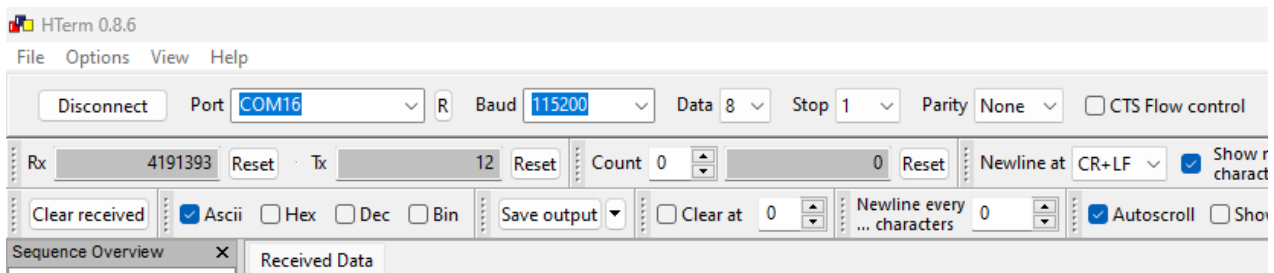 HTerm 0.8.6
File Options View Help
Disconnect Port COM16 R Baud 115200 Data 8 Stop 1 Parity None CTS Flow control
Rx 4191393 Reset Tx 12 Reset Count 0 0 Reset Newline at CR+LF Show
Clear received Ascii Hex Dec Bin Save output Clear at 0 Newline every ... characters 0 Autoscroll
Sequence Overview X Received Data